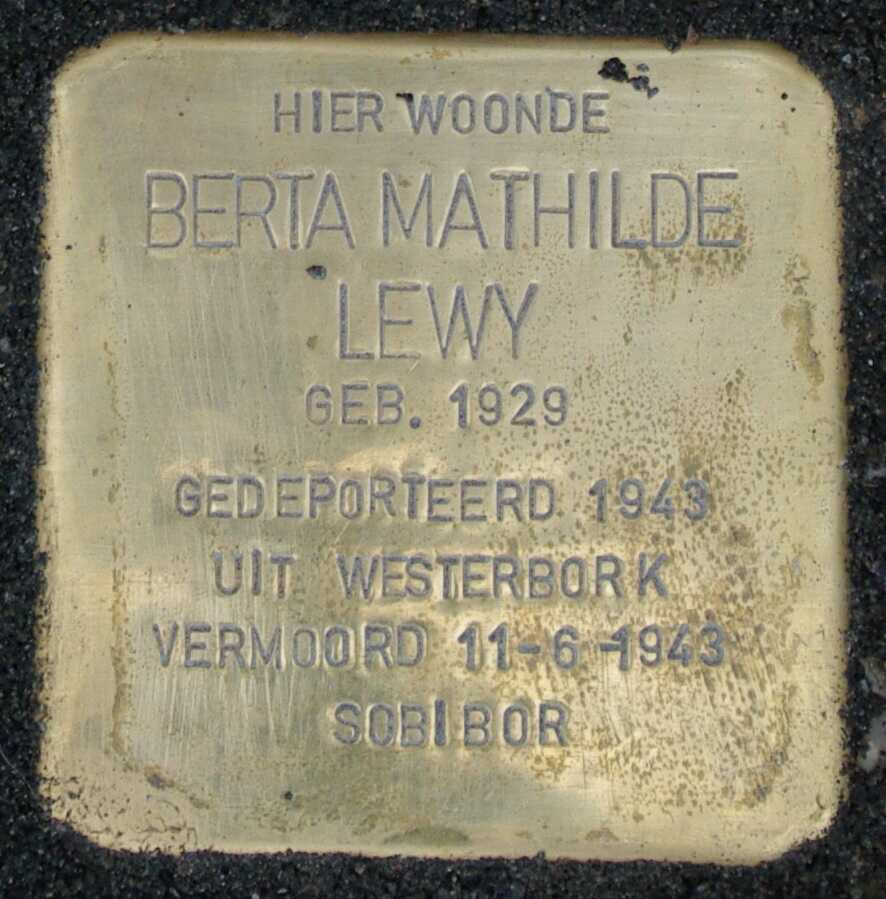 HIER WOONDE
BERTA MATHILDE
LEWY
GEB. 1929
GEDEPORTEERD 1943
UIT WESTERBORK
VERMOORD 11-6-1943
SOBIBOR